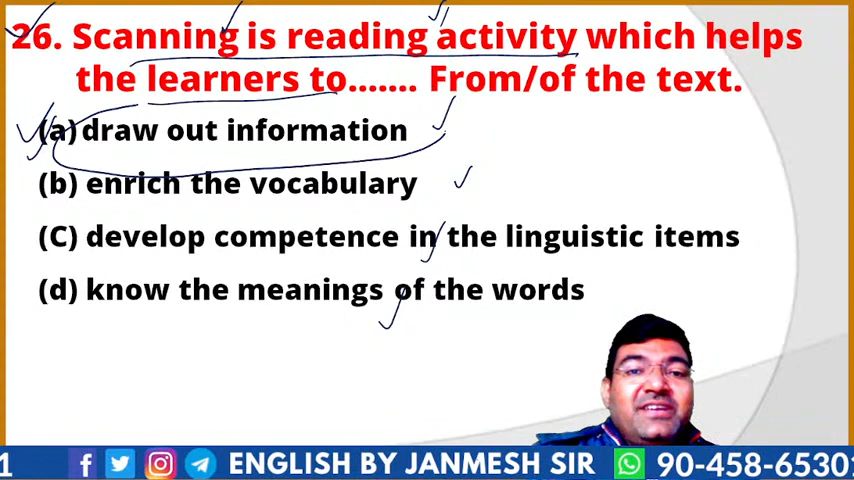 26. Scanning is reading activity which helps
the learners to....... From/of the text.
(a) draw out information
(b) enrich the vocabulary
(C) develop competence in the linguistic items
(d) know the meanings of the words
1 ENGLISH BY JANMESH SIR 90-458-65301